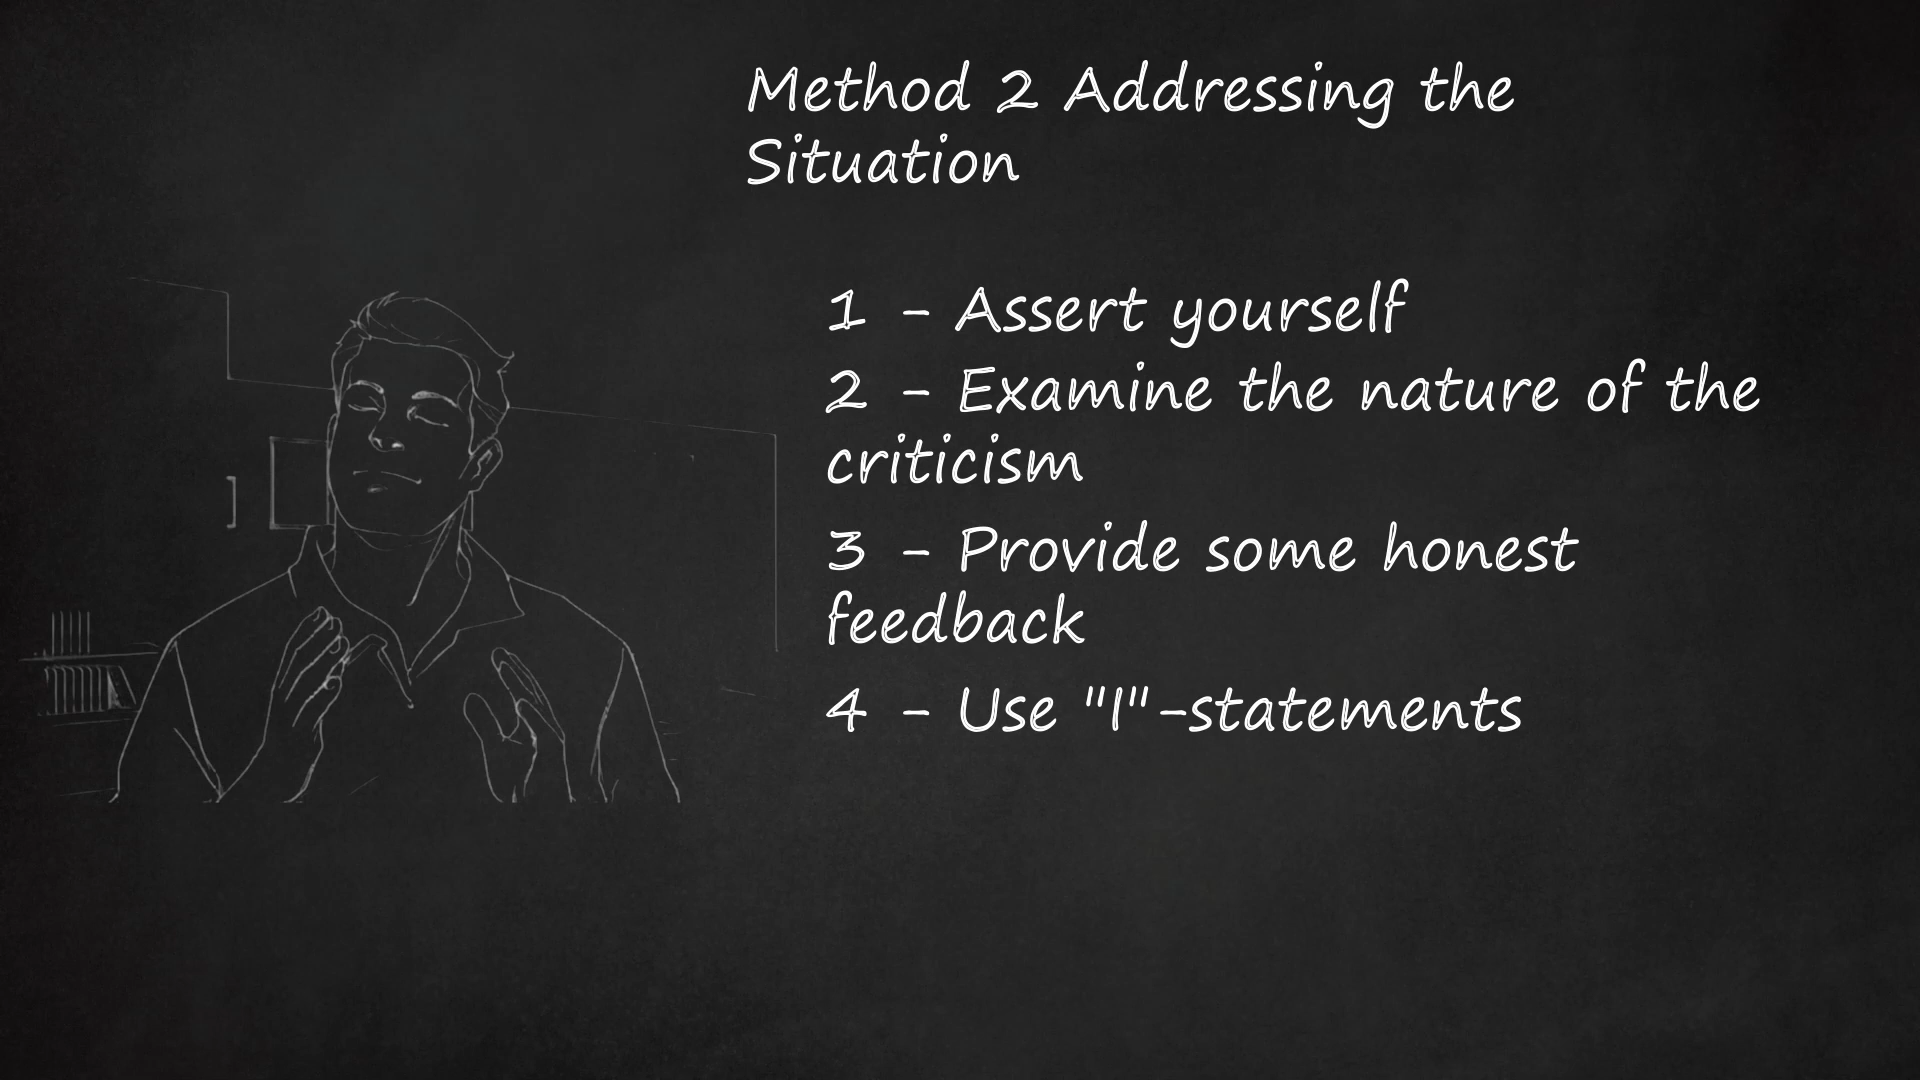 Method 2 Addressing the
Situation
1 - Assert yourself
2 - Examine the nature of the
criticism
3 - Provide some honest
feedback
4 - Use "I"-statements